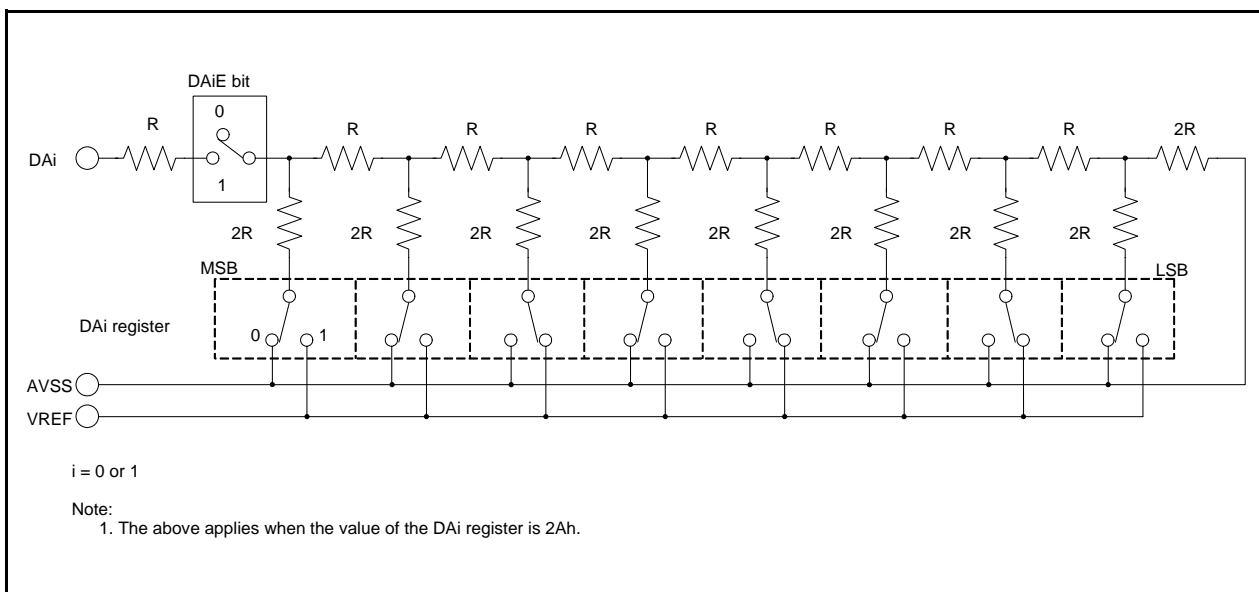 DAiE bit
0
1
R R R R R R R R 2R
DAi
2R 2R 2R 2R 2R 2R 2R 2R
MSB LSB
DAi register
0 1
AVSS
VREF
i = 0 or 1
Note:
1. The above applies when the value of the DAi register is 2Ah.